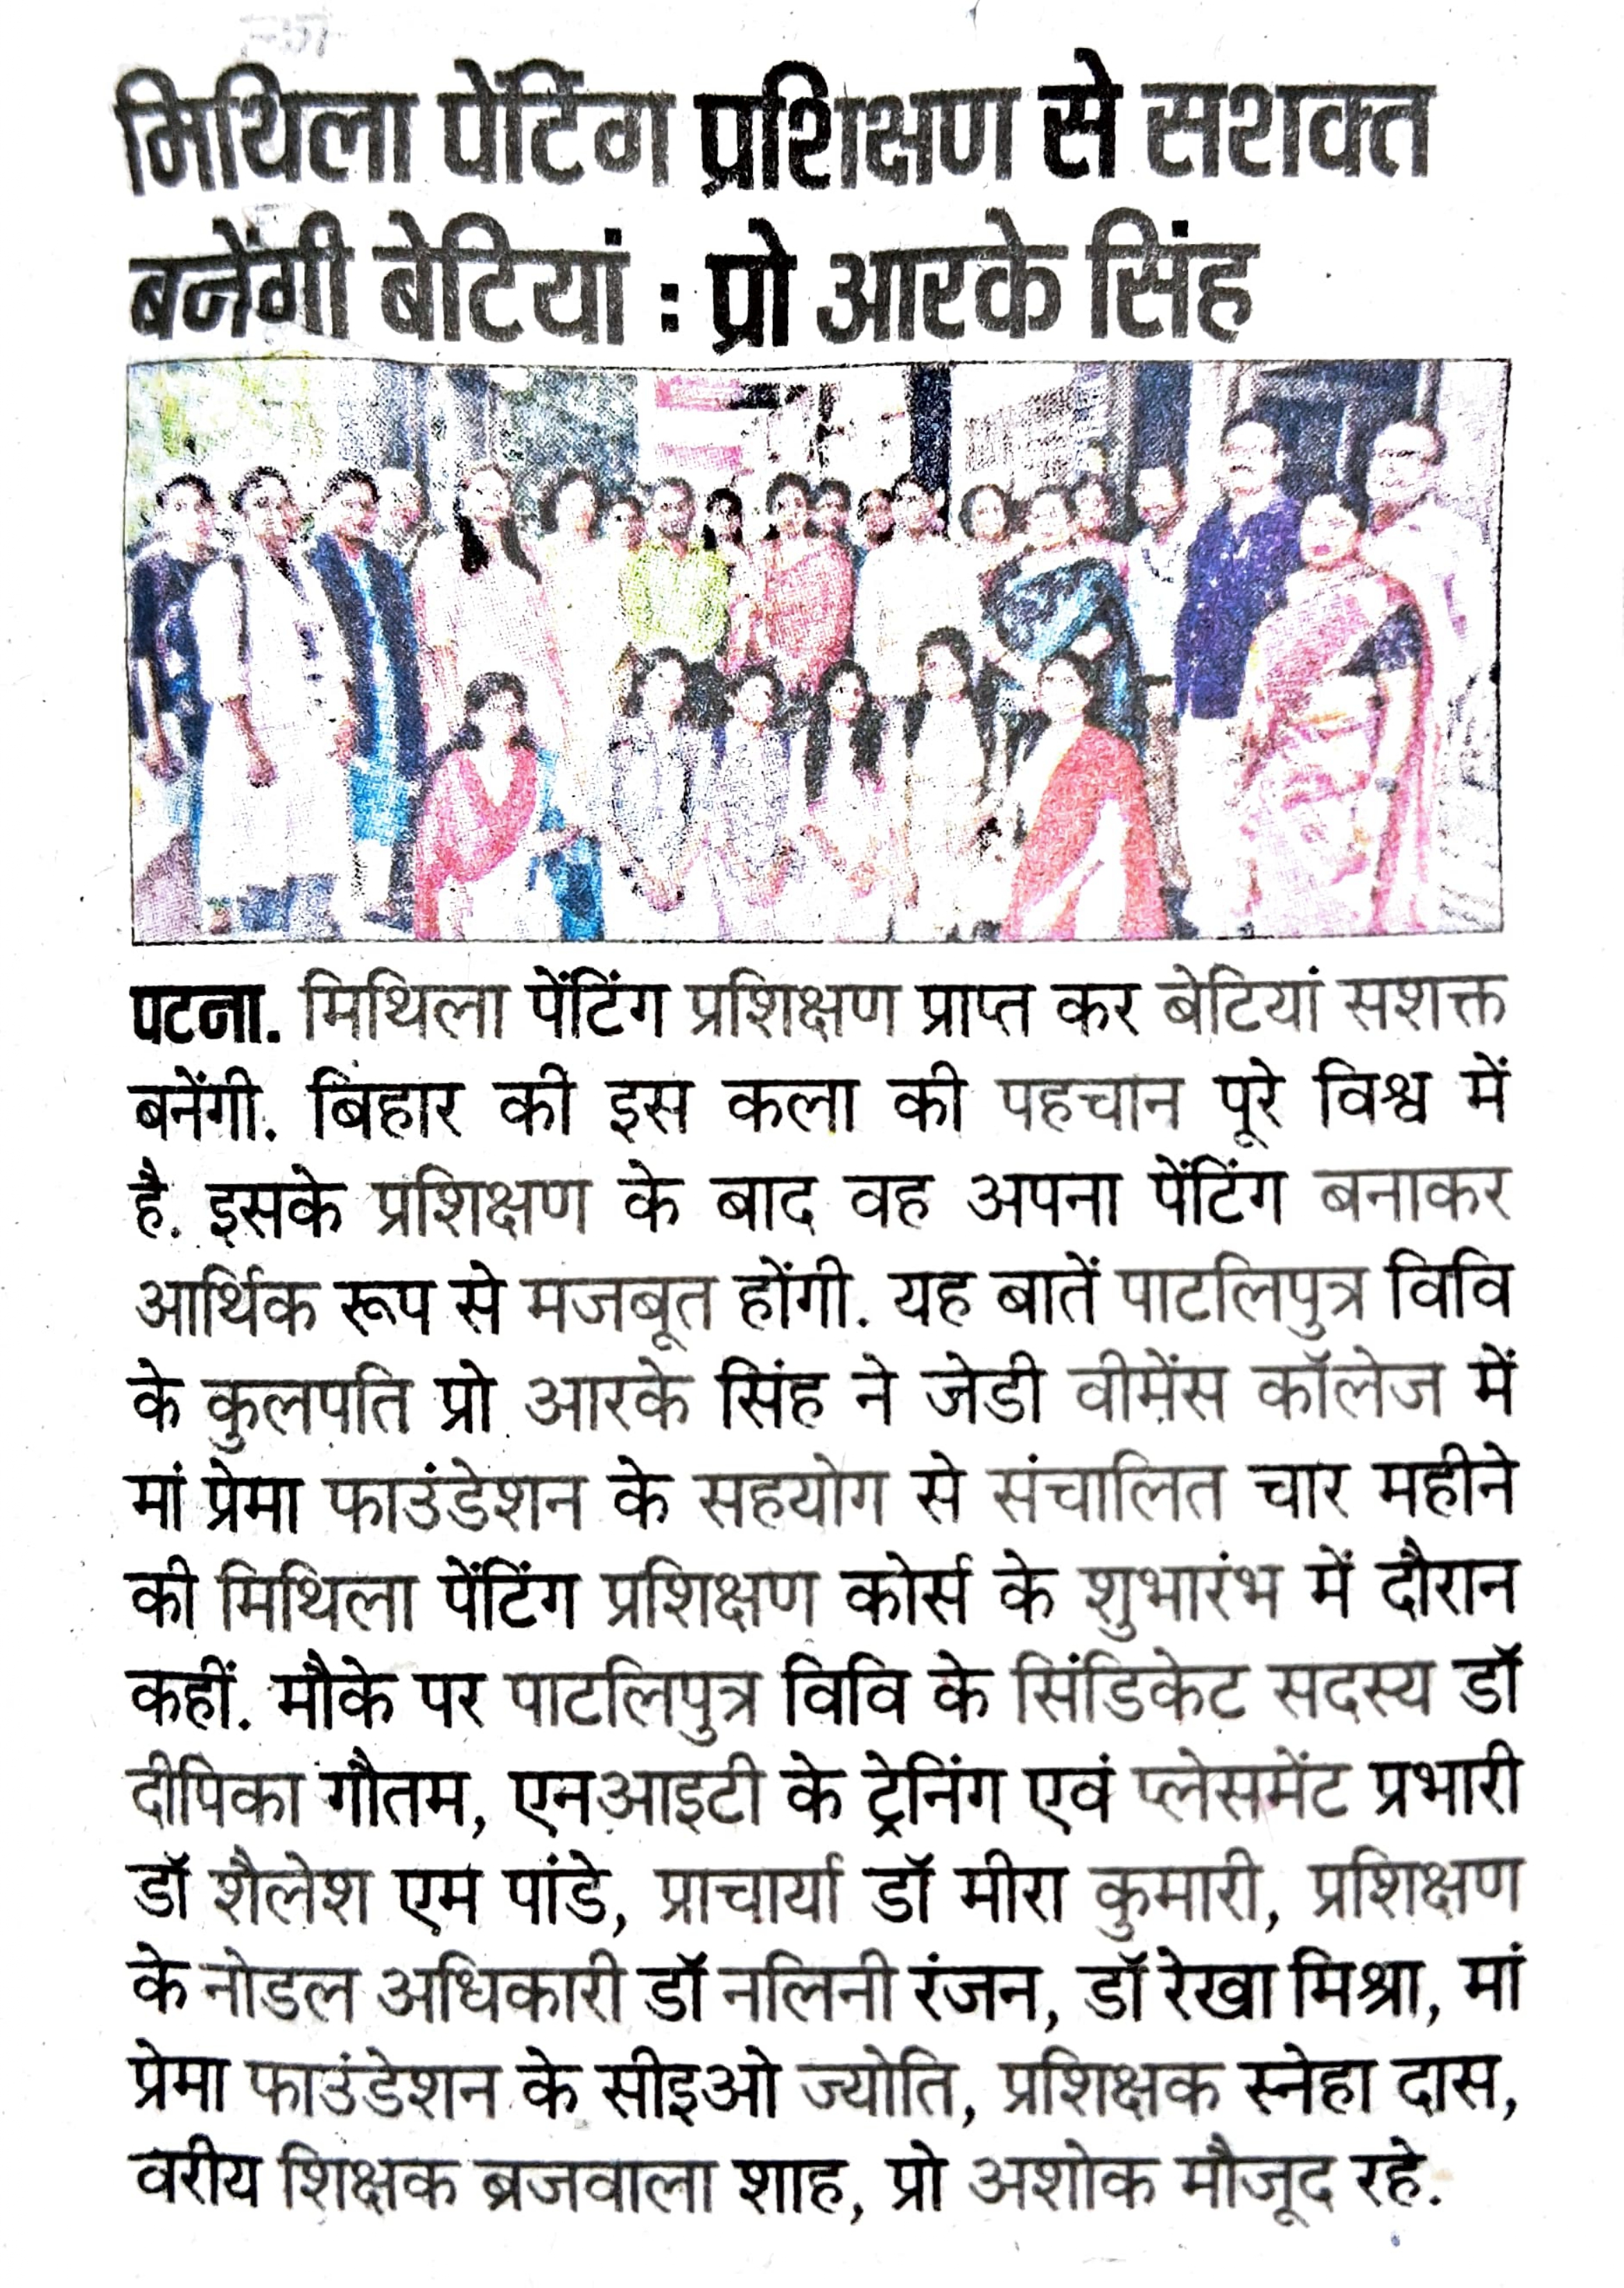 मिथिला पेंटिंग प्रशिक्षण से सशक्त
बनेंगी बेटियां : प्रो आरके सिंह
पटना. मिथिला पेंटिंग प्रशिक्षण प्राप्त कर बेटियां सशक्त
बनेंगी. बिहार की इस कला की पहचान पूरे विश्व में
है. इसके प्रशिक्षण के बाद वह अपना पेंटिंग बनाकर
आर्थिक रूप से मजबूत होंगी. यह बातें पाटलिपुत्र विवि
के कुलपति प्रो आरके सिंह ने जेडी वीमेंस कॉलेज में
मां प्रेमा फाउंडेशन के सहयोग से संचालित चार महीने
की मिथिला पेंटिंग प्रशिक्षण कोर्स के शुभारंभ में दौरान
कहीं. मौके पर पाटलिपुत्र विवि के सिंडिकेट सदस्य डॉ
दीपिका गौतम, एनआइटी के ट्रेनिंग एवं प्लेसमेंट प्रभारी
डॉ शैलेश एम पांडे, प्राचार्या डॉ मीरा कुमारी, प्रशिक्षण
के नोडल अधिकारी डॉ नलिनी रंजन, डॉ रेखा मिश्रा, मां
प्रेमा फाउंडेशन के सीइओ ज्योति, प्रशिक्षक स्नेहा दास,
वरीय शिक्षक ब्रजवाला शाह, प्रो अशोक मौजूद रहे.